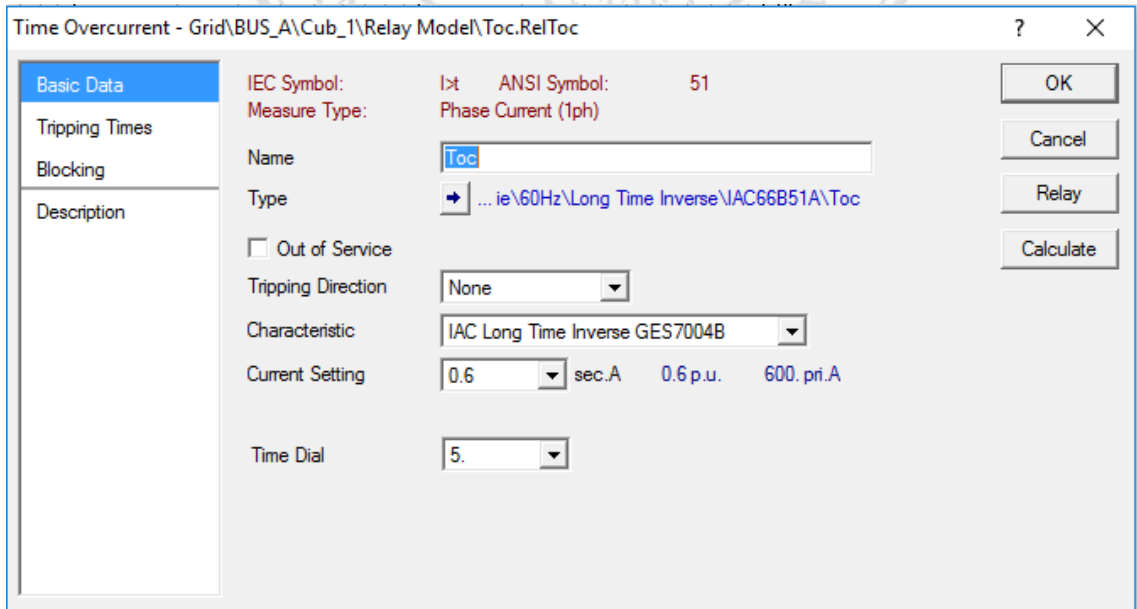 Time Overcurrent - Grid\BUS_A\Cub_1\Relay Model\Toc.RelToc ? ×
Basic Data
Tripping Times
Blocking
Description
IEC Symbol: I>t ANSI Symbol: 51
Measure Type: Phase Current (1ph)
Name Toc
Type ... ie\60Hz\Long Time Inverse\IAC66B51A\Toc
Out of Service
Tripping Direction None
Characteristic IAC Long Time Inverse GES7004B
Current Setting 0.6 sec.A 0.6 p.u. 600. pri.A
Time Dial 5.
OK
Cancel
Relay
Calculate